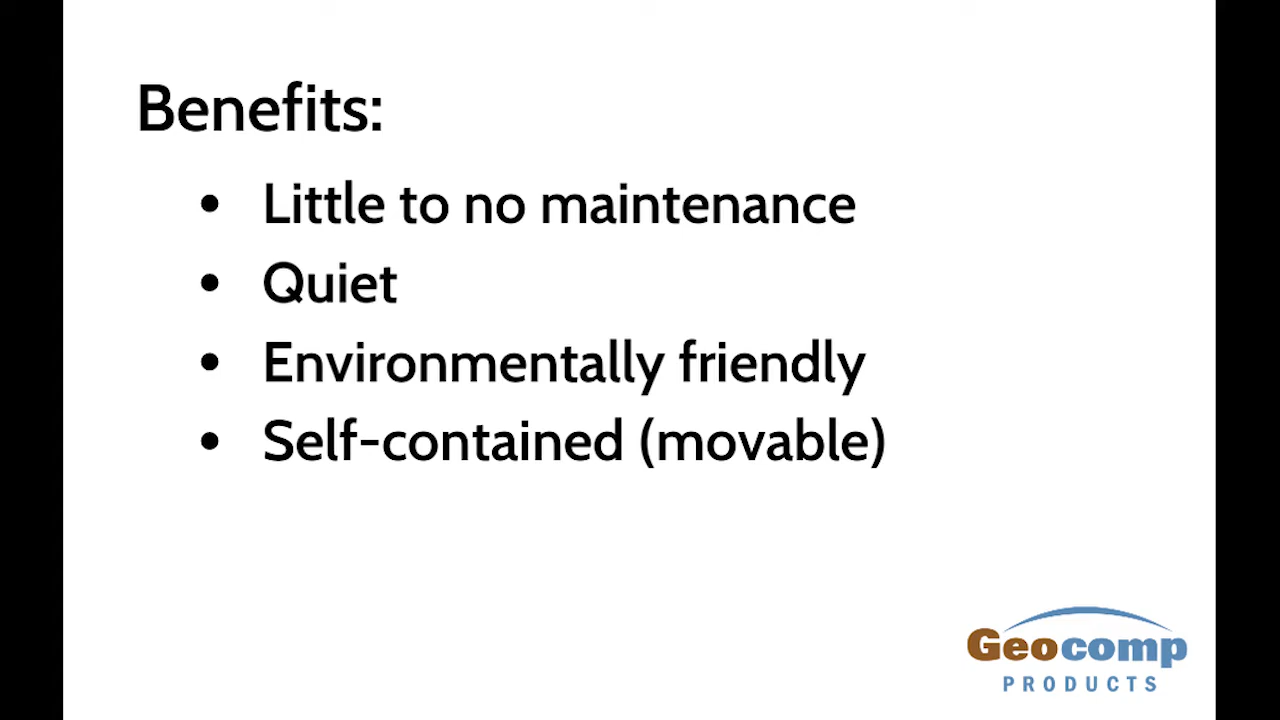 Benefits:
• Little to no maintenance
• Quiet
• Environmentally friendly
• Self-contained (movable)
Geocomp
PRODUCTS